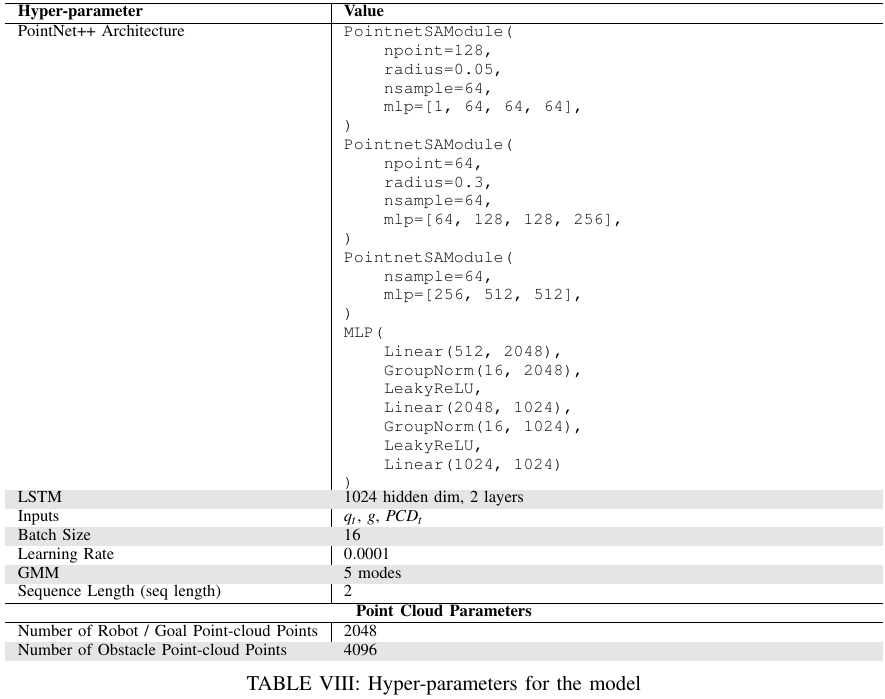 Hyper-parameter Value
PointNet++ Architecture PointnetSAModule(
npoint=128,
radius=0.05,
nsample=64,
mlp=[1, 64, 64, 64],
)
PointnetSAModule(
npoint=64,
radius=0.3,
nsample=64,
mlp=[64, 128, 128, 256],
)
PointnetSAModule(
nsample=64,
mlp=[256, 512, 512],
)
MLP(
Linear(512, 2048),
GroupNorm(16, 2048),
LeakyReLU,
Linear(2048, 1024),
GroupNorm(16, 1024),
LeakyReLU,
Linear(1024, 1024)
)
LSTM 1024 hidden dim, 2 layers
Inputs qt, g, PCDt
Batch Size 16
Learning Rate 0.0001
GMM 5 modes
Sequence Length (seq length) 2
Point Cloud Parameters
Number of Robot / Goal Point-cloud Points 2048
Number of Obstacle Point-cloud Points 4096
TABLE VIII: Hyper-parameters for the model